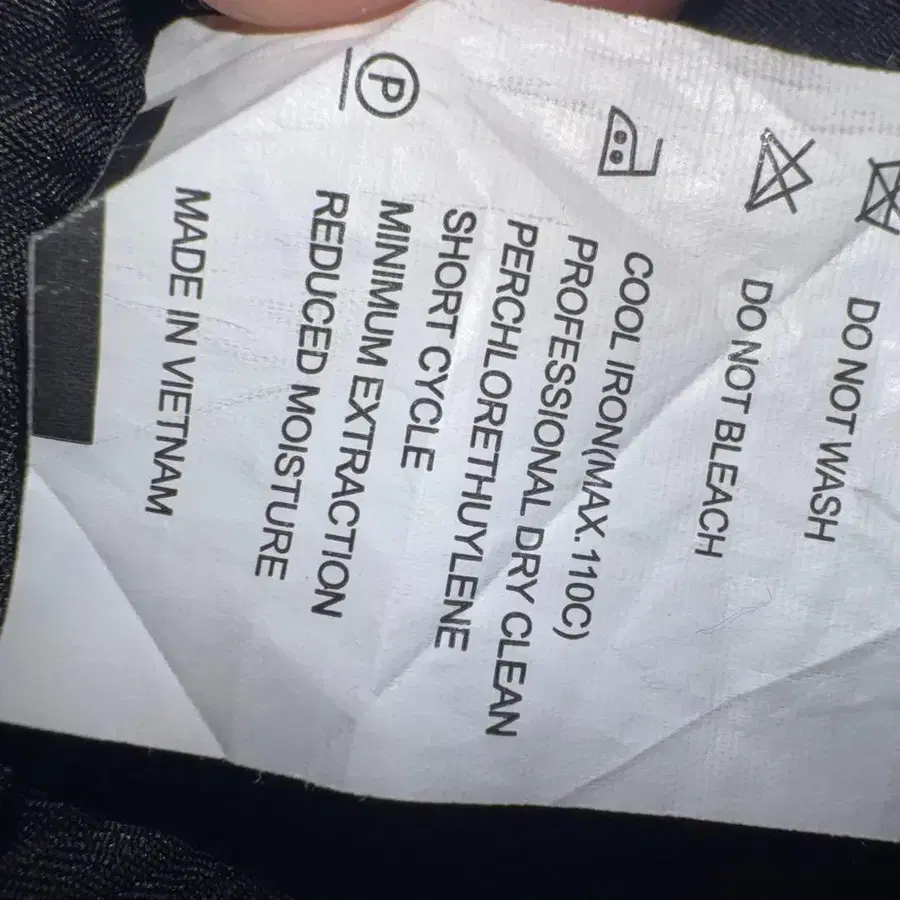 DO NOT WASH
DO NOT BLEACH
COOL IRON(MAX.110C)
PROFESSIONAL DRY CLEAN
PERCHLORETHUYLENE
SHORT CYCLE
MINIMUM EXTRACTION
REDUCED MOISTURE
P
MADE IN VIETNAM